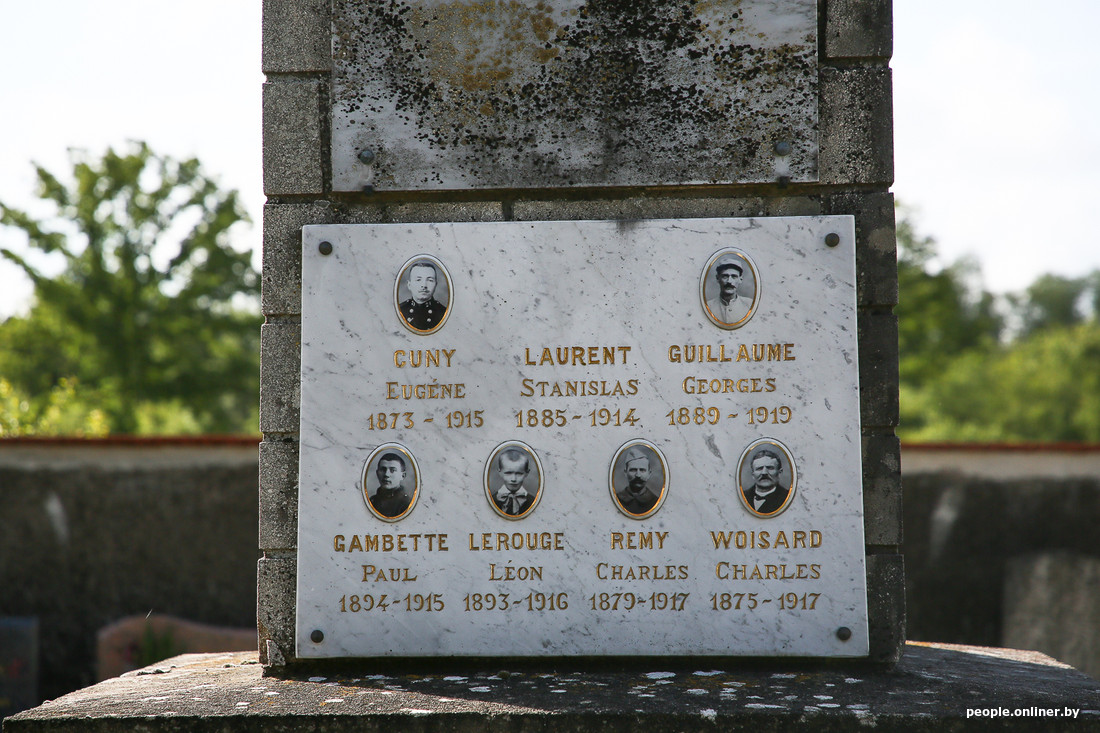 CUNY LAURENT GUILLAUME
EUGÉNE STANISLAS GEORGES
1873 - 1915 1885 - 1914 1889 - 1919
GAMBETTE LEROUGE REMY WOISARD
PAUL LÉON CHARLES CHARLES
1894 - 1915 1893 - 1916 1879 - 1917 1875 - 1917
people.onliner.by